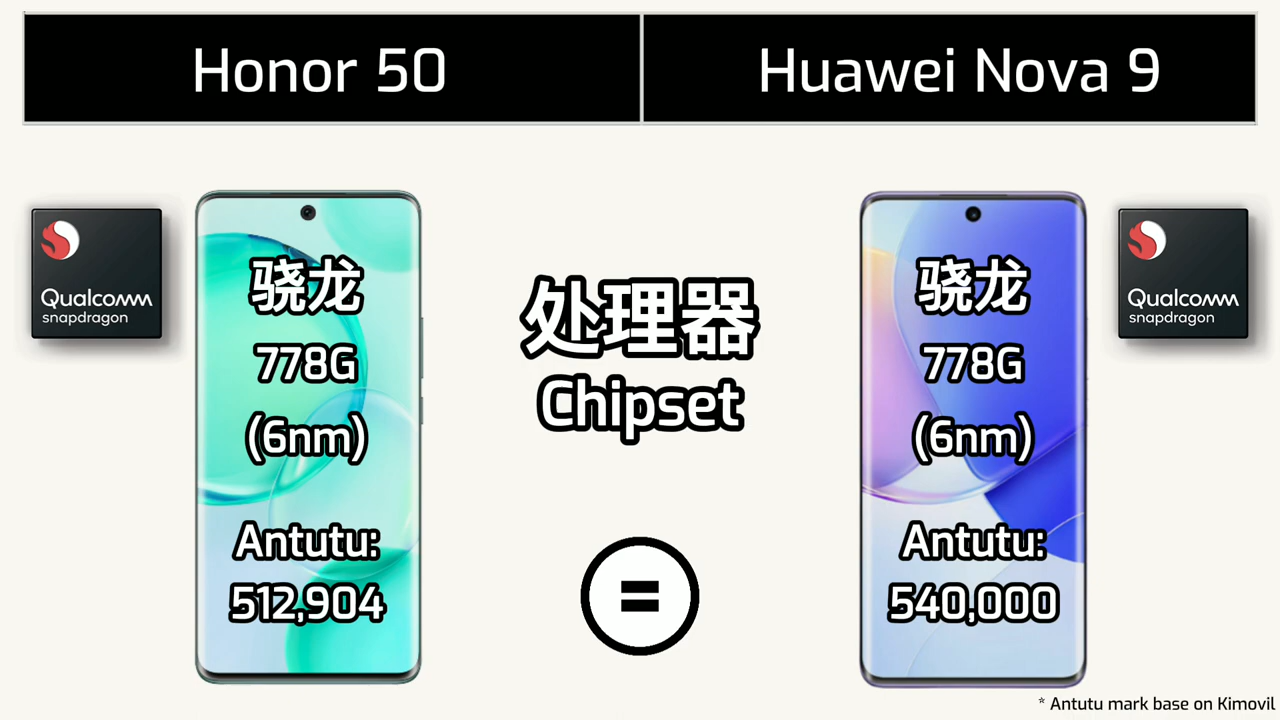 Honor 50
Huawei Nova 9
Qualcomm
snapdragon
骁龙
778G
(6nm)
Antutu:
512,904
处理器
Chipset
=
骁龙
778G
(6nm)
Antutu:
540,000
Qualcomm
snapdragon
* Antutu mark base on Kimovil